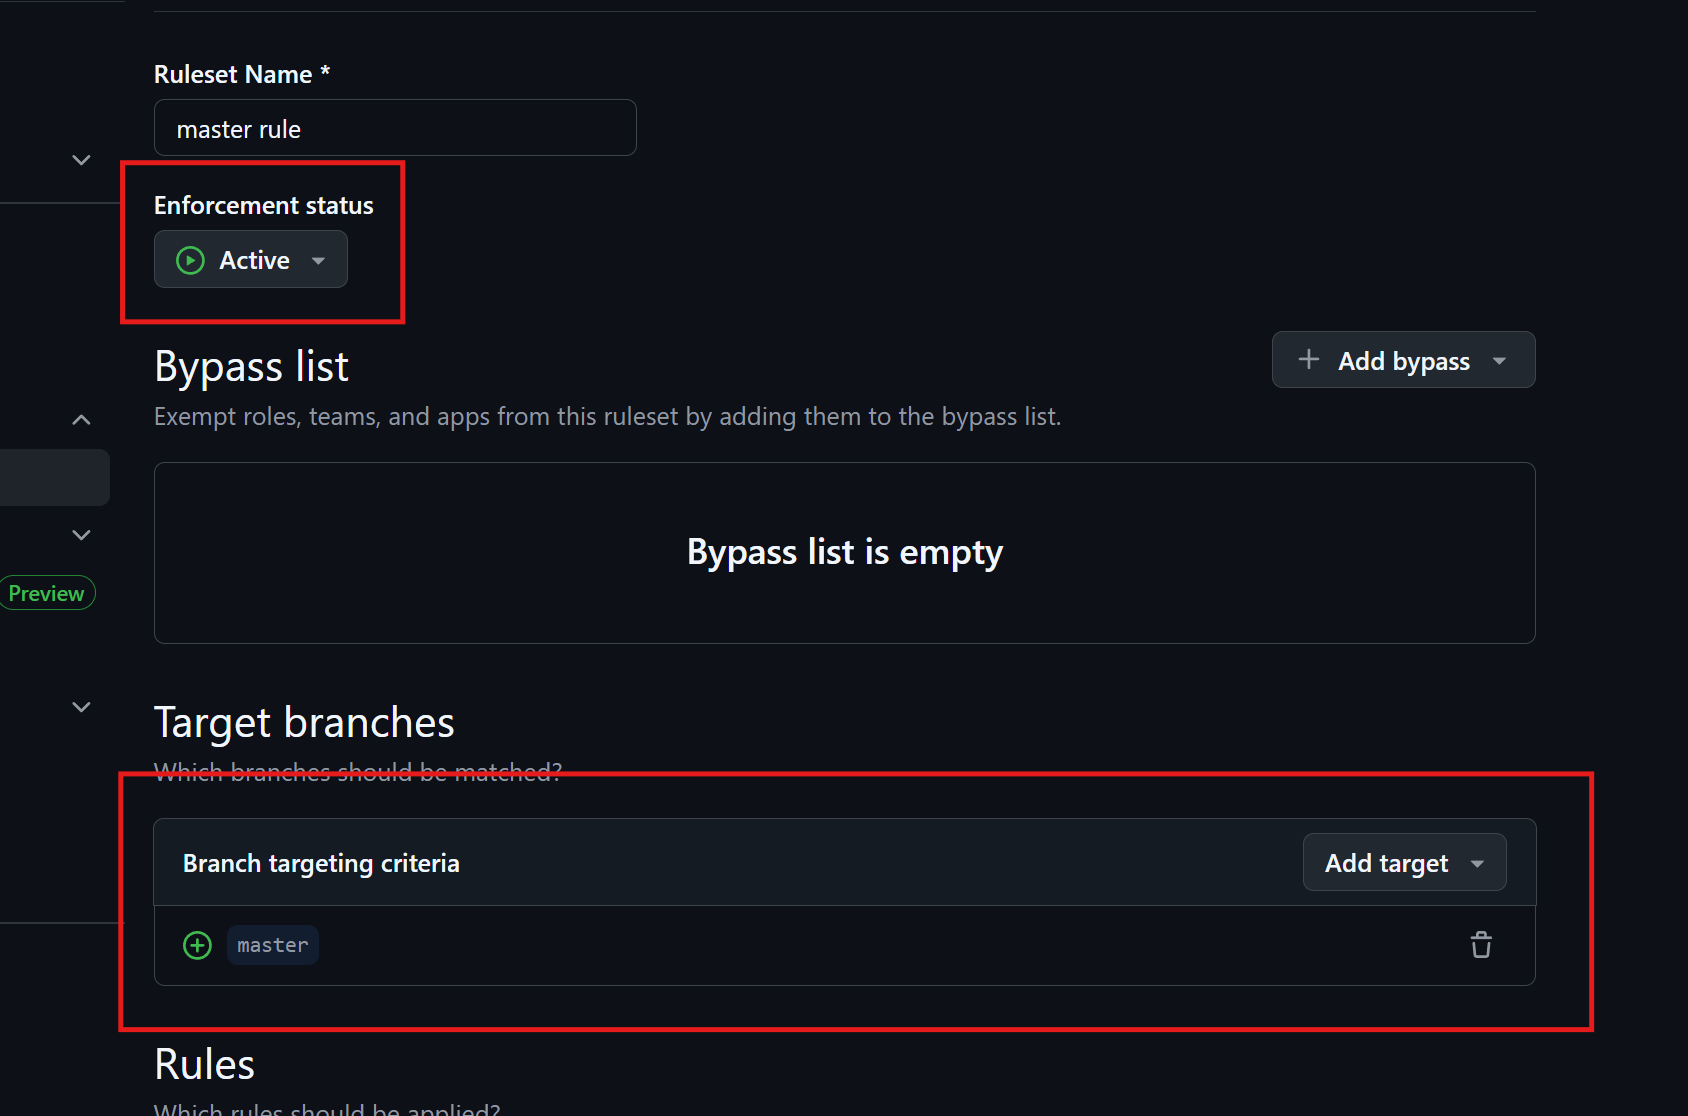 Ruleset Name *
master rule
Enforcement status
Active
Bypass list
Add bypass
Exempt roles, teams, and apps from this ruleset by adding them to the bypass list.
Bypass list is empty
Preview
Target branches
Which branches should be matched?
Branch targeting criteria
Add target
master
Rules
Which rules should be applied?